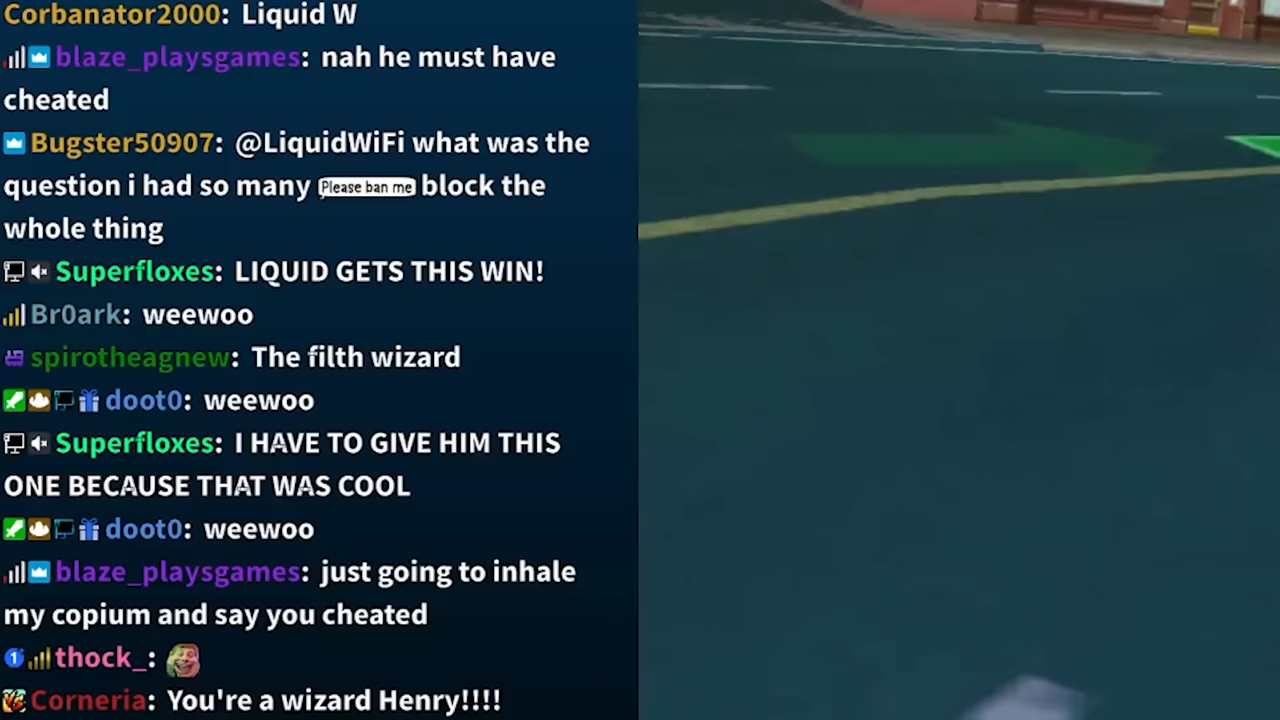 Corbanator2000: Liquid W
blaze_playsgames: nah he must have
cheated
Bugster50907: @LiquidWiFi what was the
question i had so many Please ban me block the
whole thing
Superfloxes: LIQUID GETS THIS WIN!
Br0ark: weewoo
spirotheagnew: The filth wizard
doot0: weewoo
Superfloxes: I HAVE TO GIVE HIM THIS
ONE BECAUSE THAT WAS COOL
doot0: weewoo
blaze_playsgames: just going to inhale
my copium and say you cheated
1 thock_:
Corneria: You're a wizard Henry!!!!